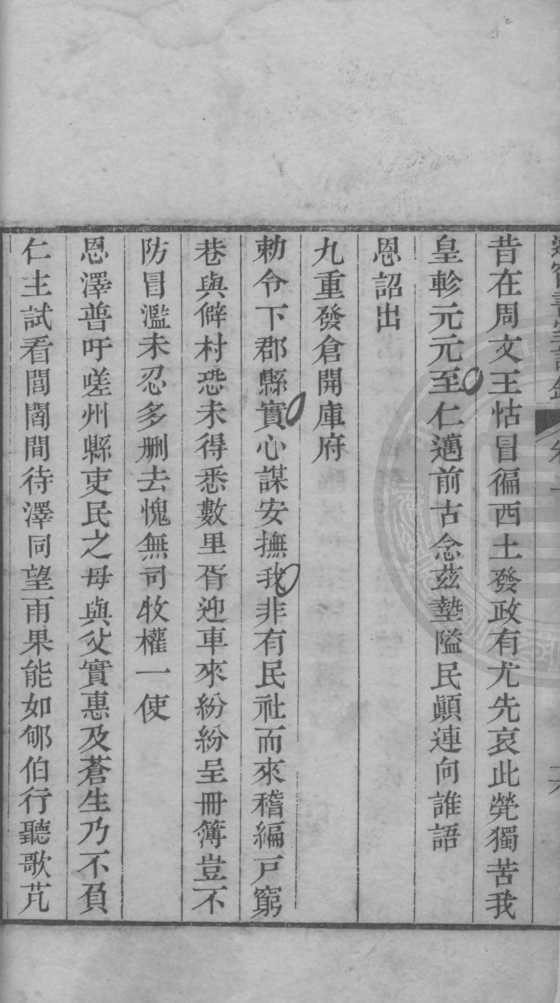 昔在周文王怙冒徧西土發政有尤先哀此煢獨苦我
皇軫元元至仁邁前古念茲墊隘民顚連向誰語
恩詔出
九重發倉開庫府
勅令下郡縣實心謀安撫我非有民社而來稽編戸窮
巷與僻村恐未得悉數里胥迎車來紛紛呈冊簿豈不
防冒濫未忍多删去愧無司牧權一使
恩澤普吁嗟州縣吏民之母與父實惠及蒼生乃不負
仁主試看閭閻間待澤同望雨果能如郇伯行聽歌芃